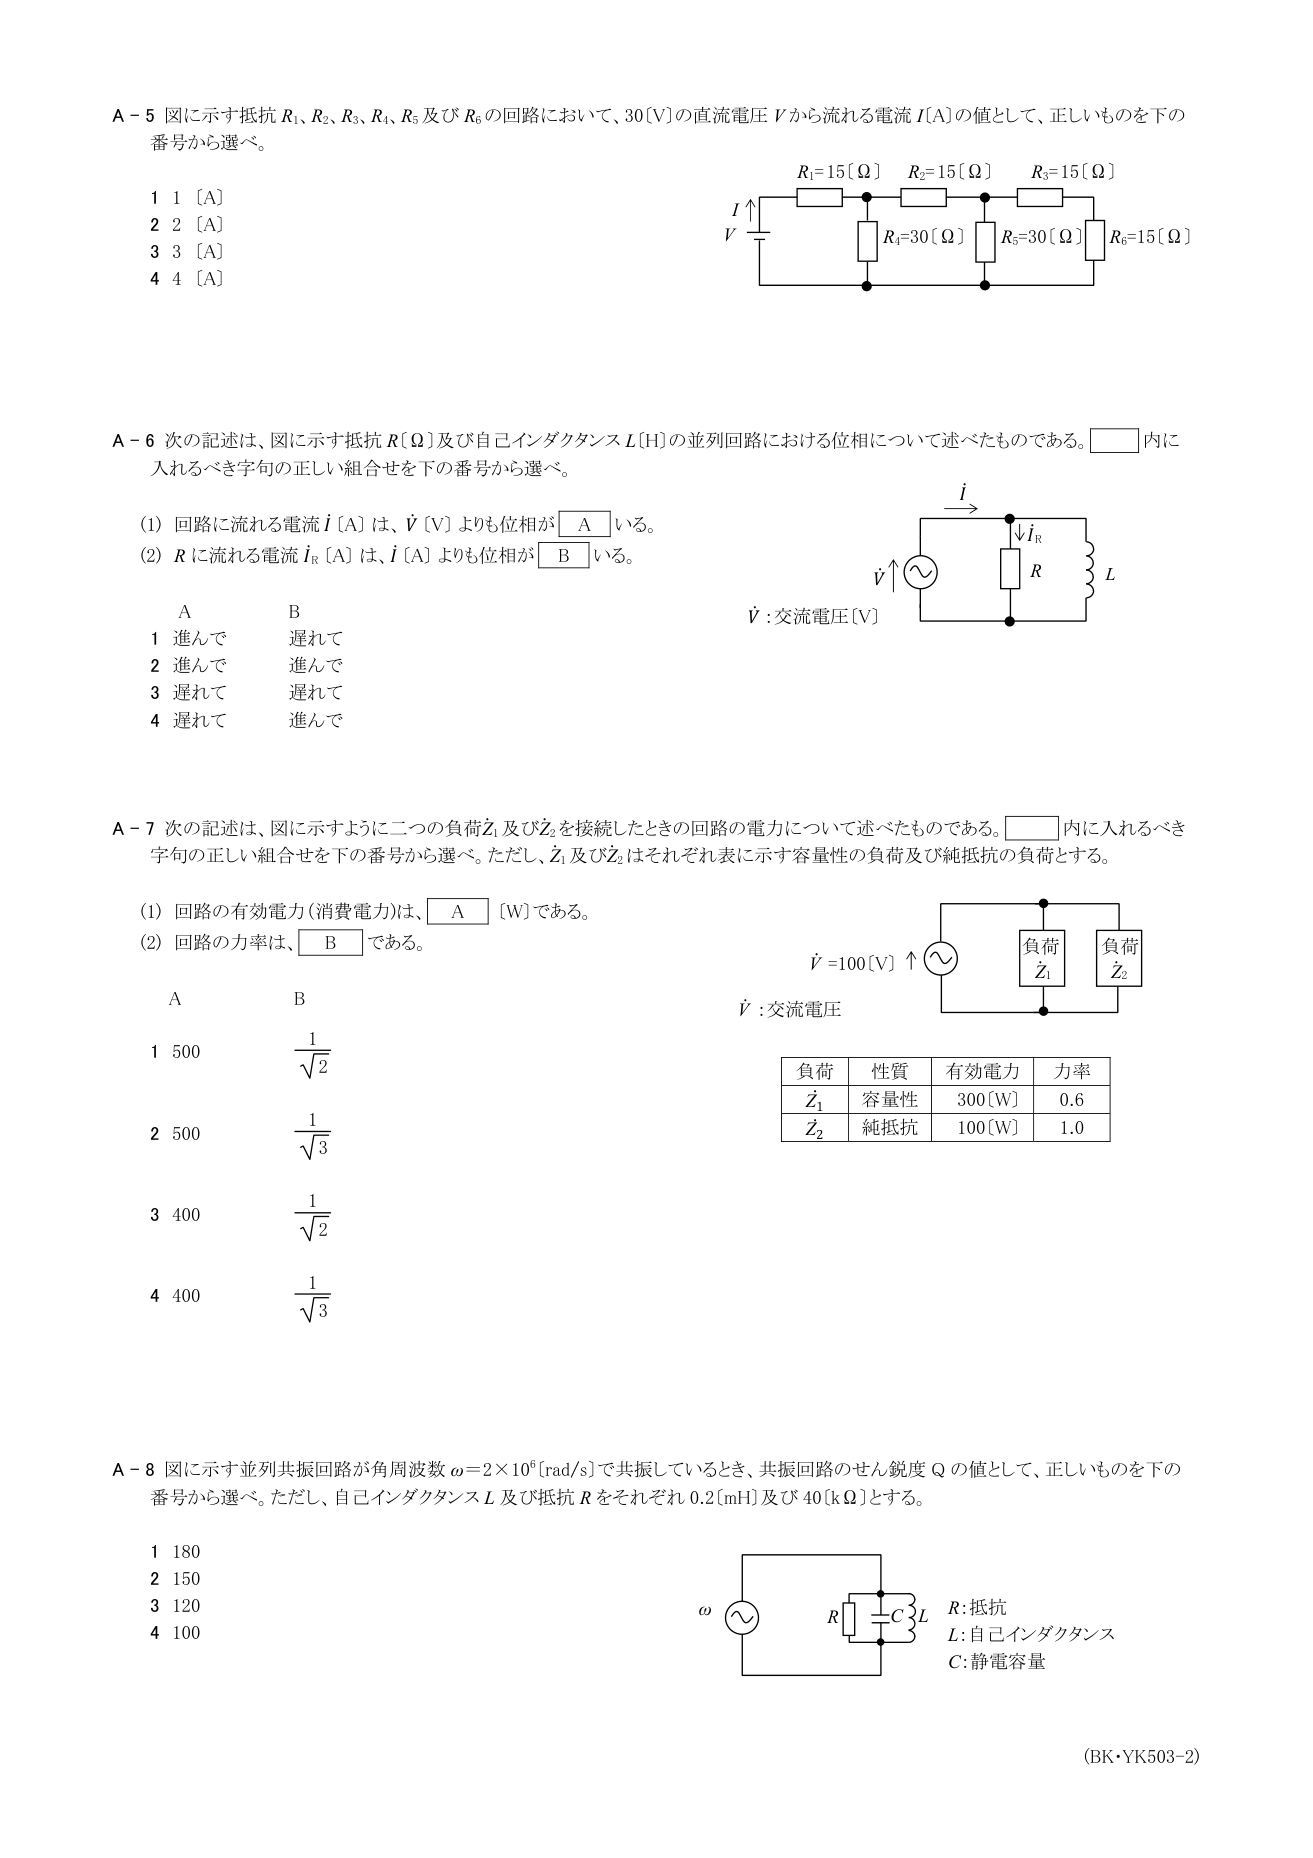 A－5 図に示す抵抗 R1、R2、R3、R4、R5 及び R6 の回路において、30〔V〕の直流電圧 V から流れる電流 I〔A〕の値として、正しいものを下の
番号から選べ。
1 1 〔A〕
2 2 〔A〕
3 3 〔A〕
4 4 〔A〕
R1=15〔Ω〕 R2=15〔Ω〕 R3=15〔Ω〕
I
V
R4=30〔Ω〕 R5=30〔Ω〕 R6=15〔Ω〕
A－6 次の記述は、図に示す抵抗 R〔Ω〕及び自己インダクタンス L〔H〕の並列回路における位相について述べたものである。 内に
入れるべき字句の正しい組合せを下の番号から選べ。
(1) 回路に流れる電流 İ 〔A〕 は、V̇ 〔V〕 よりも位相が A いる。
(2) R に流れる電流 İR 〔A〕 は、İ 〔A〕 よりも位相が B いる。
A B
1 進んで 遅れて
2 進んで 進んで
3 遅れて 遅れて
4 遅れて 進んで
İ
İR
V̇ R L
V̇ :交流電圧〔V〕
A－7 次の記述は、図に示すように二つの負荷Ż1 及びŻ2 を接続したときの回路の電力について述べたものである。 内に入れるべき
字句の正しい組合せを下の番号から選べ。ただし、Ż1 及びŻ2 はそれぞれ表に示す容量性の負荷及び純抵抗の負荷とする。
(1) 回路の有効電力(消費電力)は、 A 〔W〕である。
(2) 回路の力率は、 B である。
A B
1 500 1/√2
2 500 1/√3
3 400 1/√2
4 400 1/√3
V̇ =100〔V〕
負荷 Ż1
負荷 Ż2
V̇ :交流電圧
負荷 性質 有効電力 力率
Ż1 容量性 300〔W〕 0.6
Ż2 純抵抗 100〔W〕 1.0
A－8 図に示す並列共振回路が角周波数 ω＝2×10⁶〔rad/s〕で共振しているとき、共振回路のせん鋭度 Q の値として、正しいものを下の
番号から選べ。ただし、自己インダクタンス L 及び抵抗 R をそれぞれ 0.2〔mH〕及び 40〔kΩ〕とする。
1 180
2 150
3 120
4 100
ω R C L
R:抵抗
L:自己インダクタンス
C:静電容量
(BK・YK503-2)